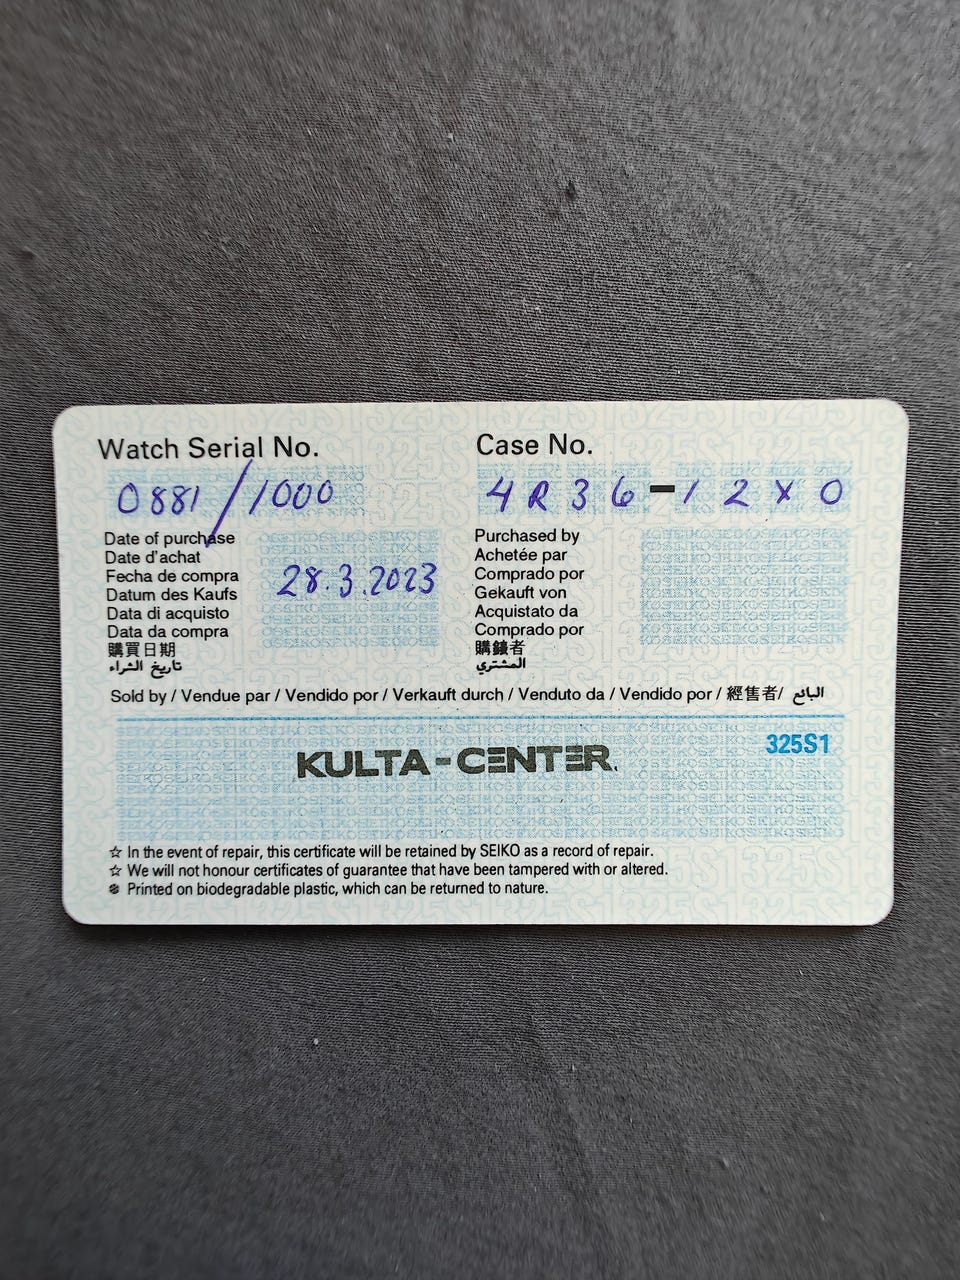 Watch Serial No.
0881/1000
Case No.
4R36-12X0
Date of purchase
Date d'achat
Fecha de compra
Datum des Kaufs
Data di acquisto
Data da compra
購買日期
تاريخ الشراء
28.3.2023
Purchased by
Achetée par
Comprado por
Gekauft von
Acquistato da
Comprado por
購錶者
المشتري
Sold by / Vendue par / Vendido por / Verkauft durch / Venduto da / Vendido por / 經售者/ البائع
325S1
KULTA-CENTER
☆ In the event of repair, this certificate will be retained by SEIKO as a record of repair.
☆ We will not honour certificates of guarantee that have been tampered with or altered.
Printed on biodegradable plastic, which can be returned to nature.